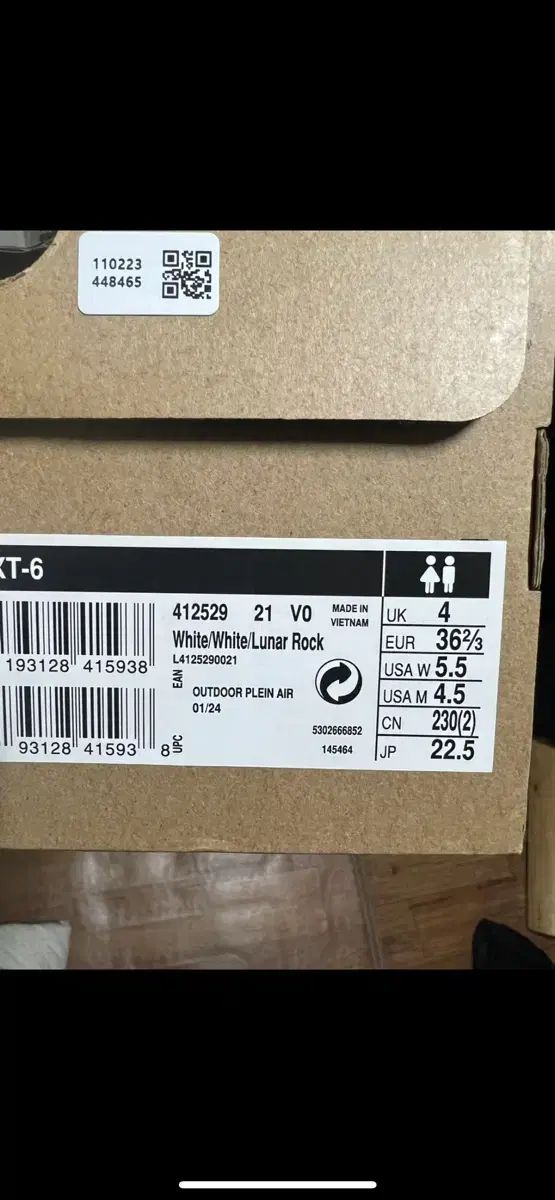 110223
448465
XT-6
412529 21 V0
MADE IN
VIETNAM
White/White/Lunar Rock
L4125290021
EAN
193128 415938
OUTDOOR PLEIN AIR
01/24
5302666852
145464
93128 41593 8
UPC
UK 4
EUR 36⅔
USA W 5.5
USA M 4.5
CN 230(2)
JP 22.5